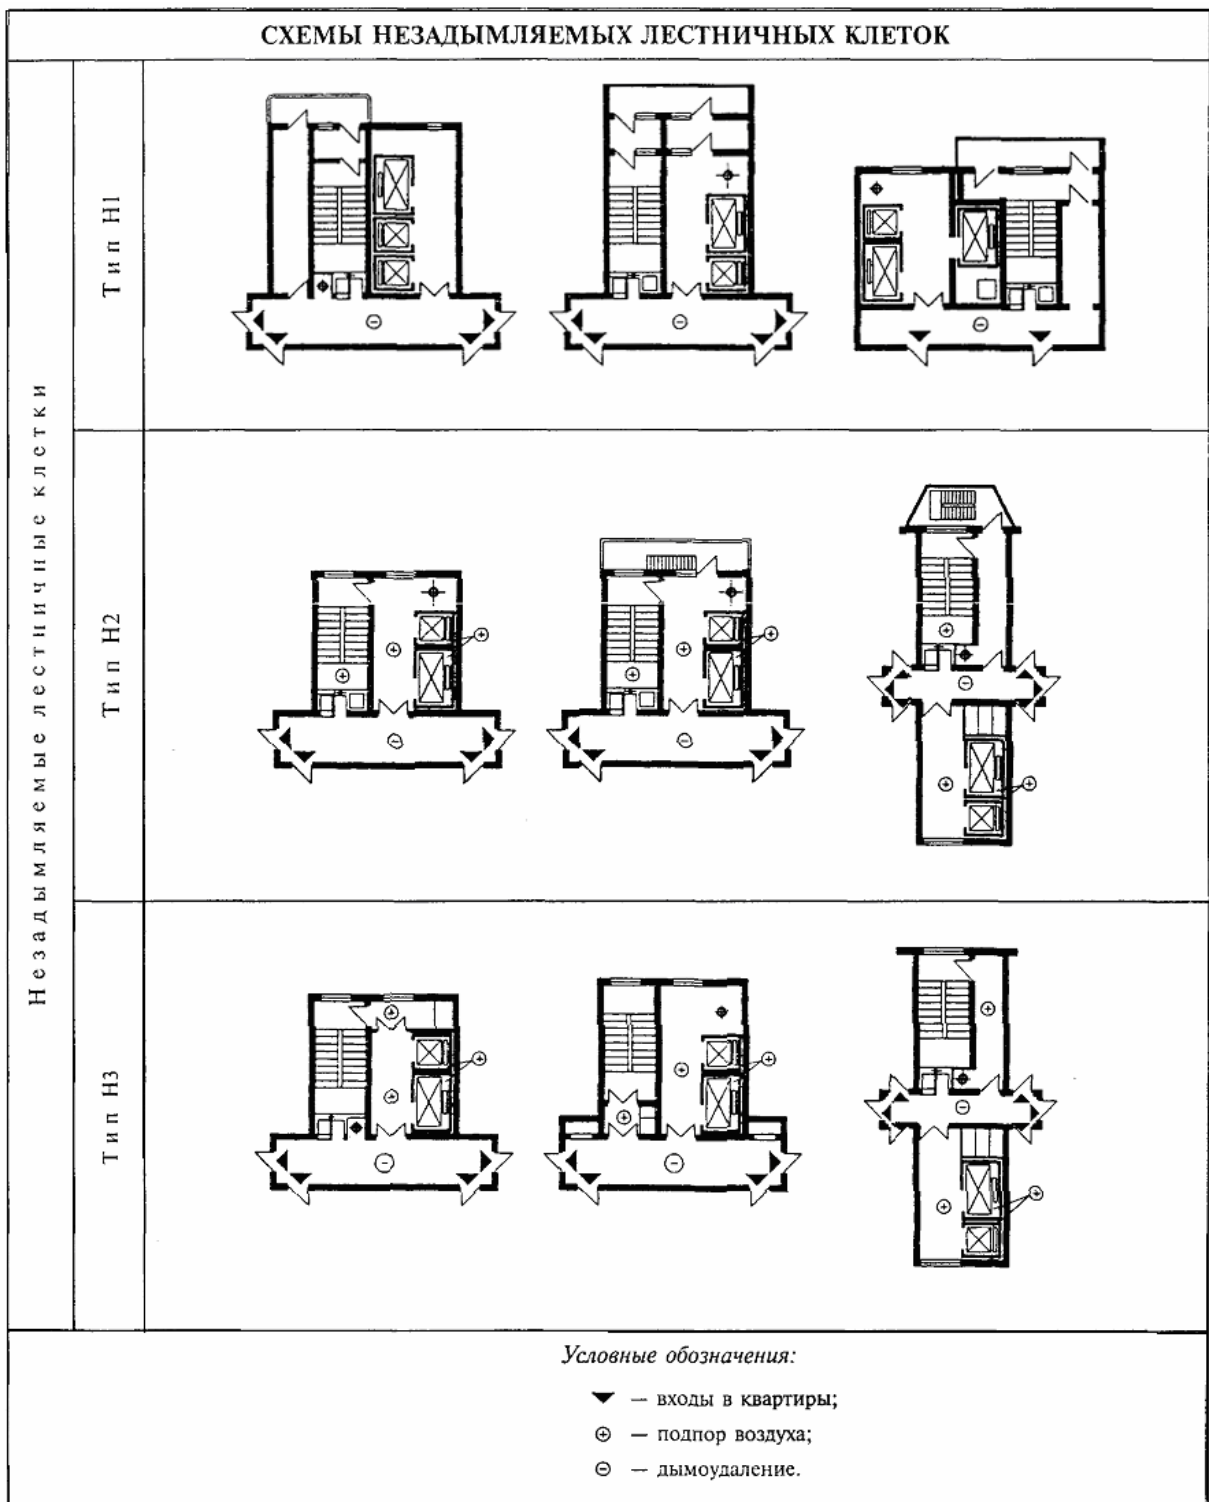 СХЕМЫ НЕЗАДЫМЛЯЕМЫХ ЛЕСТНИЧНЫХ КЛЕТОК
Незадымляемые лестничные клетки
Тип Н1
Тип Н2
Тип Н3
Условные обозначения:
— входы в квартиры;
— подпор воздуха;
— дымоудаление.